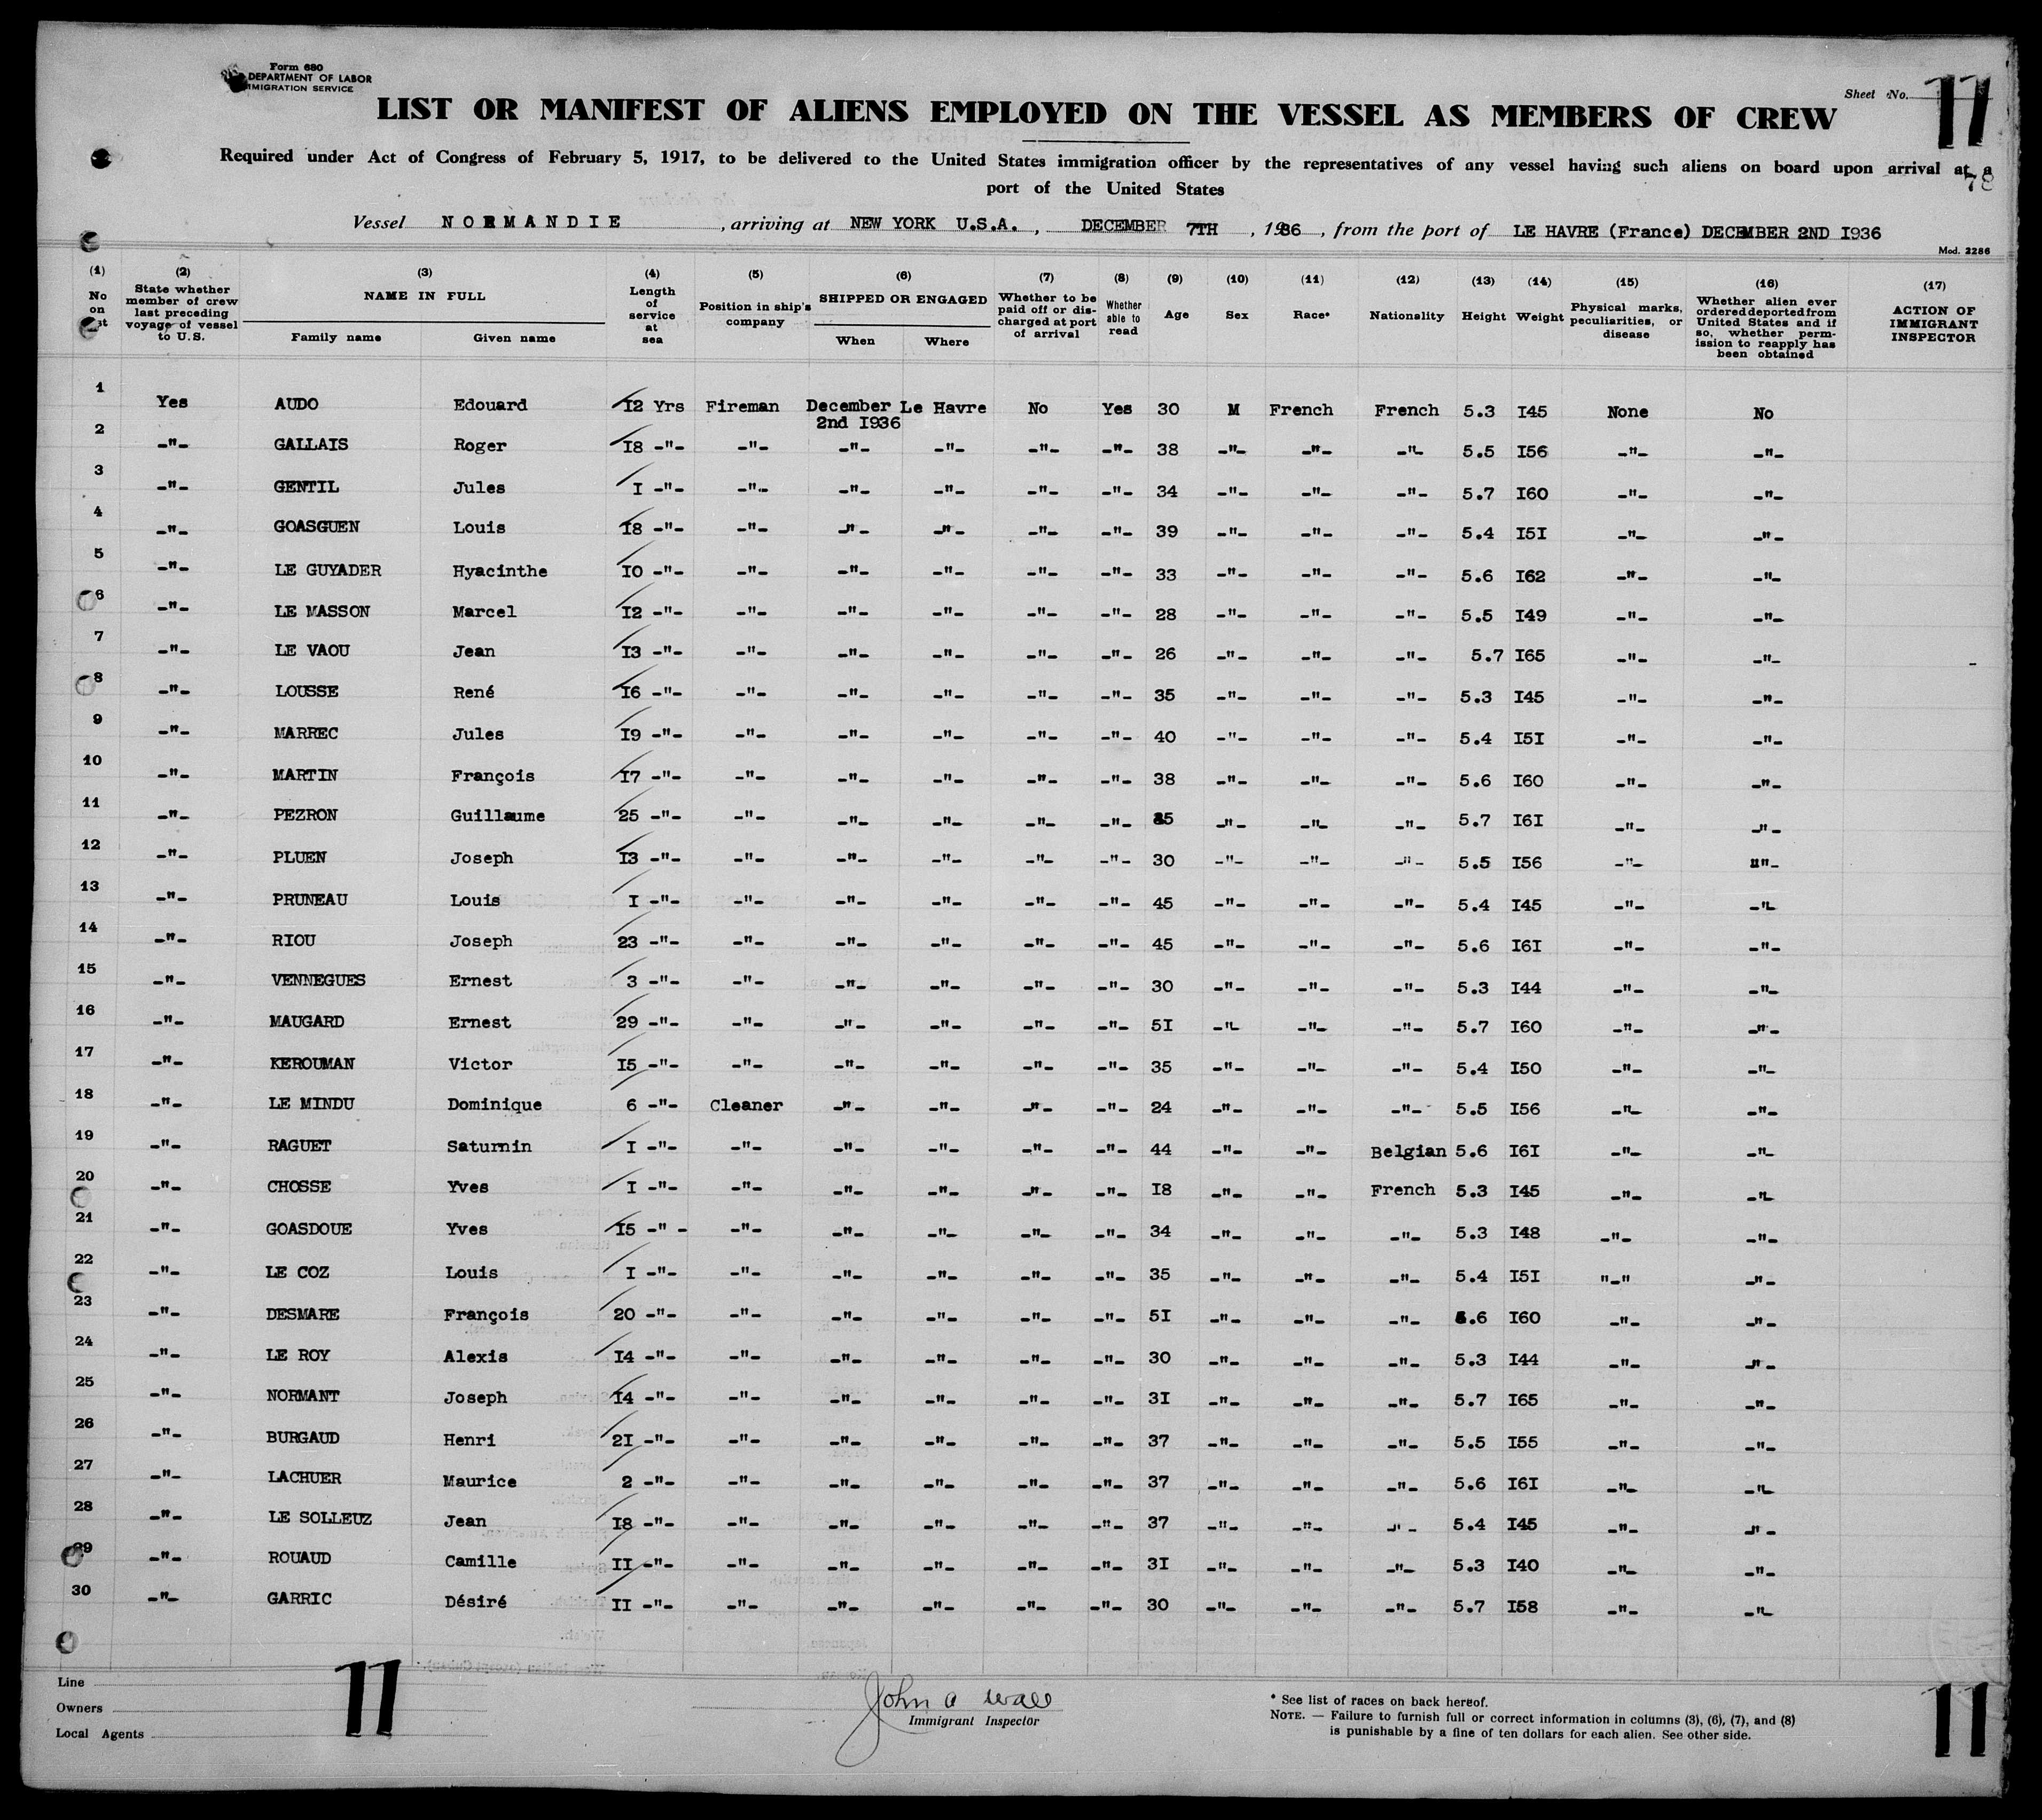 Form 680
DEPARTMENT OF LABOR
IMMIGRATION SERVICE
Sheet No. 11
LIST OR MANIFEST OF ALIENS EMPLOYED ON THE VESSEL AS MEMBERS OF CREW
Required under Act of Congress of February 5, 1917, to be delivered to the United States immigration officer by the representatives of any vessel having such aliens on board upon arrival at a
port of the United States
78
Vessel NORMANDIE , arriving at NEW YORK U.S.A. , DECEMBER 7TH , 1936 , from the port of LE HAVRE (France) DECEMBER 2ND I936
Mod. 2286
(1) No on list (2) State whether member of crew last preceding voyage of vessel to U.S. (3) NAME IN FULL Family name Given name (4) Length of service at sea (5) Position in ship's company (6) SHIPPED OR ENGAGED When Where (7) Whether to be paid off or discharged at port of arrival (8) Whether able to read (9) Age (10) Sex (11) Race* (12) Nationality (13) Height (14) Weight (15) Physical marks, peculiarities, or disease (16) Whether alien ever ordered deported from United States and if so, whether permission to reapply has been obtained (17) ACTION OF IMMIGRANT INSPECTOR
1 Yes AUDO Edouard I2 Yrs Fireman December 2nd I936 Le Havre No Yes 30 M French French 5.3 I45 None No
2 -"- GALLAIS Roger I8 -"- -"- -"- -"- -"- -"- 38 -"- -"- -"- 5.5 I56 -"- -"-
3 -"- GENTIL Jules I -"- -"- -"- -"- -"- -"- 34 -"- -"- -"- 5.7 I60 -"- -"-
4 -"- GOASGUEN Louis I8 -"- -"- -"- -"- -"- -"- 39 -"- -"- -"- 5.4 I5I -"- -"-
5 -"- LE GUYADER Hyacinthe IO -"- -"- -"- -"- -"- -"- 33 -"- -"- -"- 5.6 I62 -"- -"-
6 -"- LE MASSON Marcel I2 -"- -"- -"- -"- -"- -"- 28 -"- -"- -"- 5.5 I49 -"- -"-
7 -"- LE VAOU Jean I3 -"- -"- -"- -"- -"- -"- 26 -"- -"- -"- 5.7 I65 -"- -"-
8 -"- LOUSSE René I6 -"- -"- -"- -"- -"- -"- 35 -"- -"- -"- 5.3 I45 -"- -"-
9 -"- MARREC Jules I9 -"- -"- -"- -"- -"- -"- 40 -"- -"- -"- 5.4 I5I -"- -"-
10 -"- MARTIN François I7 -"- -"- -"- -"- -"- -"- 38 -"- -"- -"- 5.6 I60 -"- -"-
11 -"- PEZRON Guillaume 25 -"- -"- -"- -"- -"- -"- -"- -"- -"- 5.7 I6I -"- -"-
12 -"- PLUEN Joseph I3 -"- -"- -"- -"- -"- -"- 30 -"- -"- -"- 5.5 I56 -"- ""-
13 -"- PRUNEAU Louis I -"- -"- -"- -"- -"- -"- 45 -"- -"- -"- 5.4 I45 -"- -"-
14 -"- RIOU Joseph 23 -"- -"- -"- -"- -"- -"- 45 -"- -"- -"- 5.6 I6I -"- -"-
15 -"- VENNEGUES Ernest 3 -"- -"- -"- -"- -"- -"- 30 -"- -"- -"- 5.3 I44 -"- -"-
16 -"- MAUGARD Ernest 29 -"- -"- -"- -"- -"- -"- 5I -"- -"- -"- 5.7 I60 -"- -"-
17 -"- KEROUMAN Victor I5 -"- -"- -"- -"- -"- -"- 35 -"- -"- -"- 5.4 I50 -"- -"-
18 -"- LE MINDU Dominique 6 -"- Cleaner -"- -"- -"- -"- 24 -"- -"- -"- 5.5 I56 -"- -"-
19 -"- RAGUET Saturnin I -"- -"- -"- -"- -"- -"- 44 -"- -"- Belgian 5.6 I6I -"- -"-
20 -"- CHOSSE Yves I -"- -"- -"- -"- -"- -"- I8 -"- -"- French 5.3 I45 -"- -"-
21 -"- GOASDOUE Yves I5 -" - -"- -"- -"- -"- -"- 34 -"- -"- -"- 5.3 I48 -"- -"-
22 -"- LE COZ Louis I -"- -"- -"- -"- -"- -"- 35 -"- -"- -"- 5.4 I5I "-" -"-
23 -"- DESMARE François 20 -"- -"- -"- -"- -"- -"- 5I -"- -"- -"- 5.6 I60 -"- -"-
24 -"- LE ROY Alexis I4 -"- -"- -"- -"- -"- -"- 30 -"- -"- -"- 5.3 I44 -"- -"-
25 -"- NORMANT Joseph I4 -"- -"- -"- -"- -"- -"- 3I -"- -"- -"- 5.7 I65 -"- -"-
26 -"- BURGAUD Henri 2I -"- -"- -"- -"- -"- -"- 37 -"- -"- -"- 5.5 I55 -"- -"-
27 -"- LACHUER Maurice 2 -"- -"- -"- -"- -"- -"- 37 -"- -"- -"- 5.6 I6I -"- -"-
28 -"- LE SOLLEUZ Jean I8 -"- -"- -"- -"- -"- -"- 37 -"- -"- -"- 5.4 I45 -"- -"-
29 -"- ROUAUD Camille II -"- -"- -"- -"- -"- -"- 3I -"- -"- -"- 5.3 I40 -"- -"-
30 -"- GARRIC Désiré II -"- -"- -"- -"- -"- -"- 30 -"- -"- -"- 5.7 I58 -"- -"-
Line
Owners
Local Agents
11
John A Wall
Immigrant Inspector
* See list of races on back hereof.
NOTE. — Failure to furnish full or correct information in columns (3), (6), (7), and (8)
is punishable by a fine of ten dollars for each alien. See other side.
11